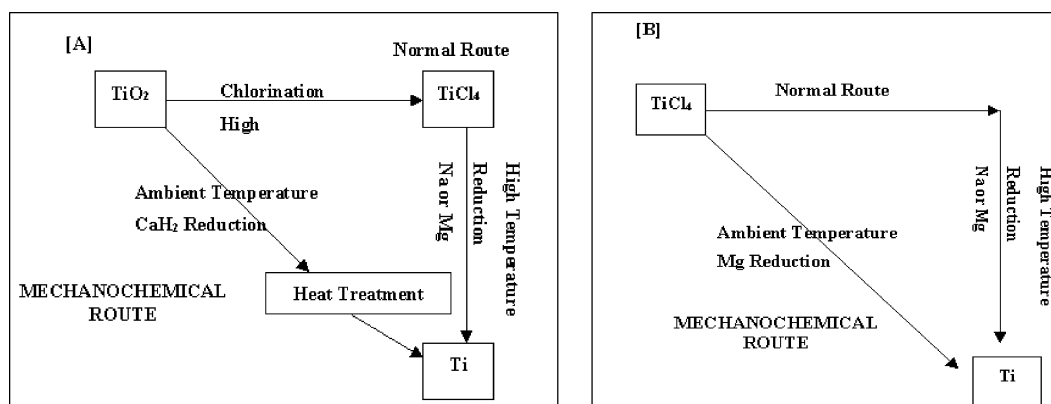 [A]
Normal Route
TiO2
Chlorination
High
TiCl4
Na or Mg
Reduction
High Temperature
Ambient Temperature
CaH2 Reduction
MECHANOCHEMICAL
ROUTE
Heat Treatment
Ti
[B]
TiCl4
Normal Route
Na or Mg
Reduction
High Temperature
Ambient Temperature
Mg Reduction
MECHANOCHEMICAL
ROUTE
Ti